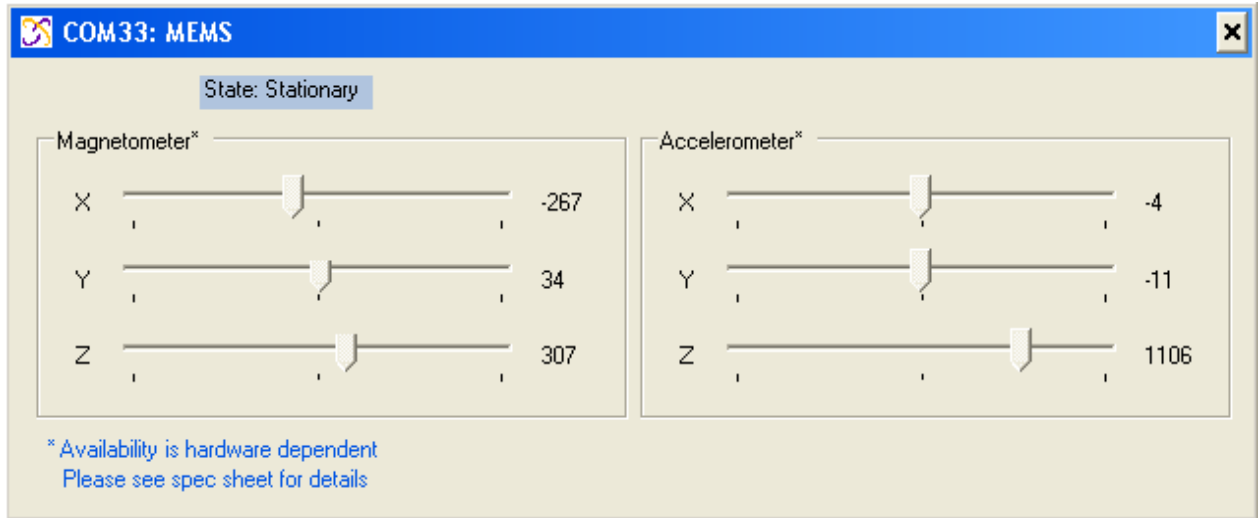 COM33: MEMS
State: Stationary
Magnetometer*
X -267
Y 34
Z 307
Accelerometer*
X -4
Y -11
Z 1106
* Availability is hardware dependent
Please see spec sheet for details